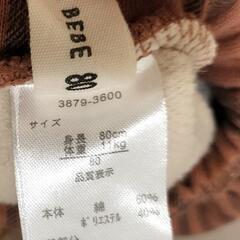 BEBE
80
3879-3600
サイズ
身長 80cm
体重 11kg
80
品質表示
本体 綿 60%
ポリエステル 40%